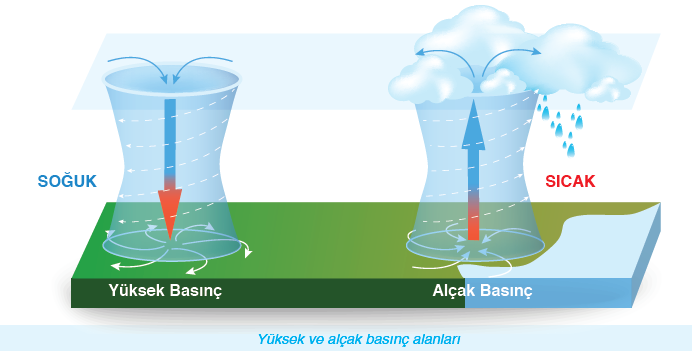 SOĞUK
SICAK
Yüksek Basınç
Alçak Basınç
Yüksek ve alçak basınç alanları